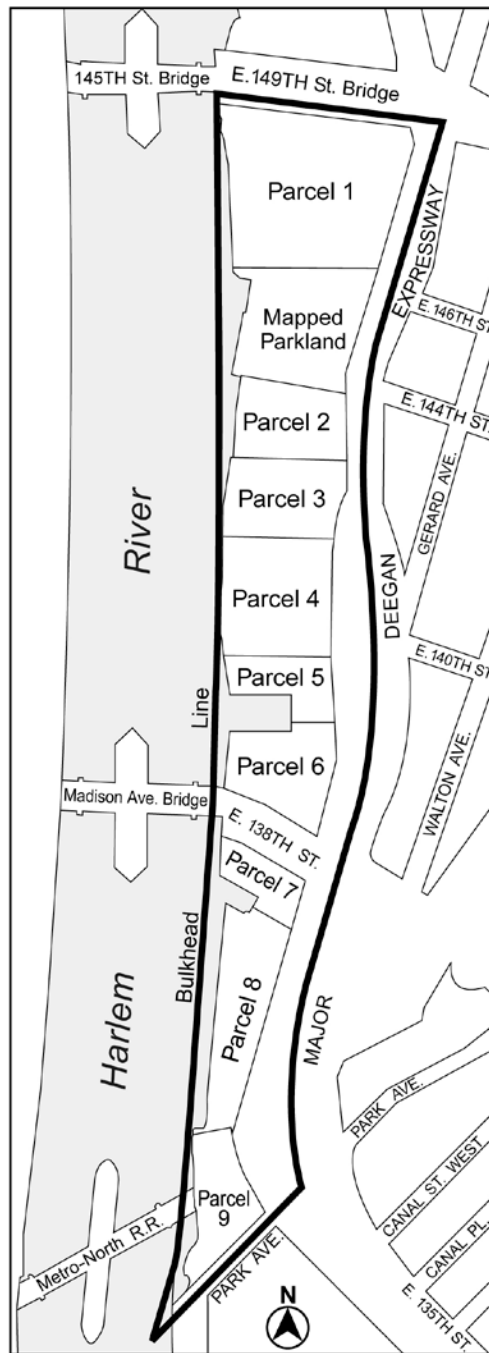 145TH St. Bridge
E. 149TH St. Bridge
Parcel 1
EXPRESSWAY
E. 146TH ST.
Mapped
Parkland
E. 144TH ST.
Parcel 2
GERARD AVE.
Parcel 3
River
DEEGAN
Parcel 4
E. 140TH ST
Parcel 5
Line
WALTON AVE.
Parcel 6
Madison Ave. Bridge
E. 138TH ST.
Parcel 7
Bulkhead
Parcel 8
Harlem
MAJOR
PARK AVE.
CANAL ST. WEST
Parcel
9
CANAL PL.
Metro-North R.R.
PARK AVE.
E. 135TH ST.
N